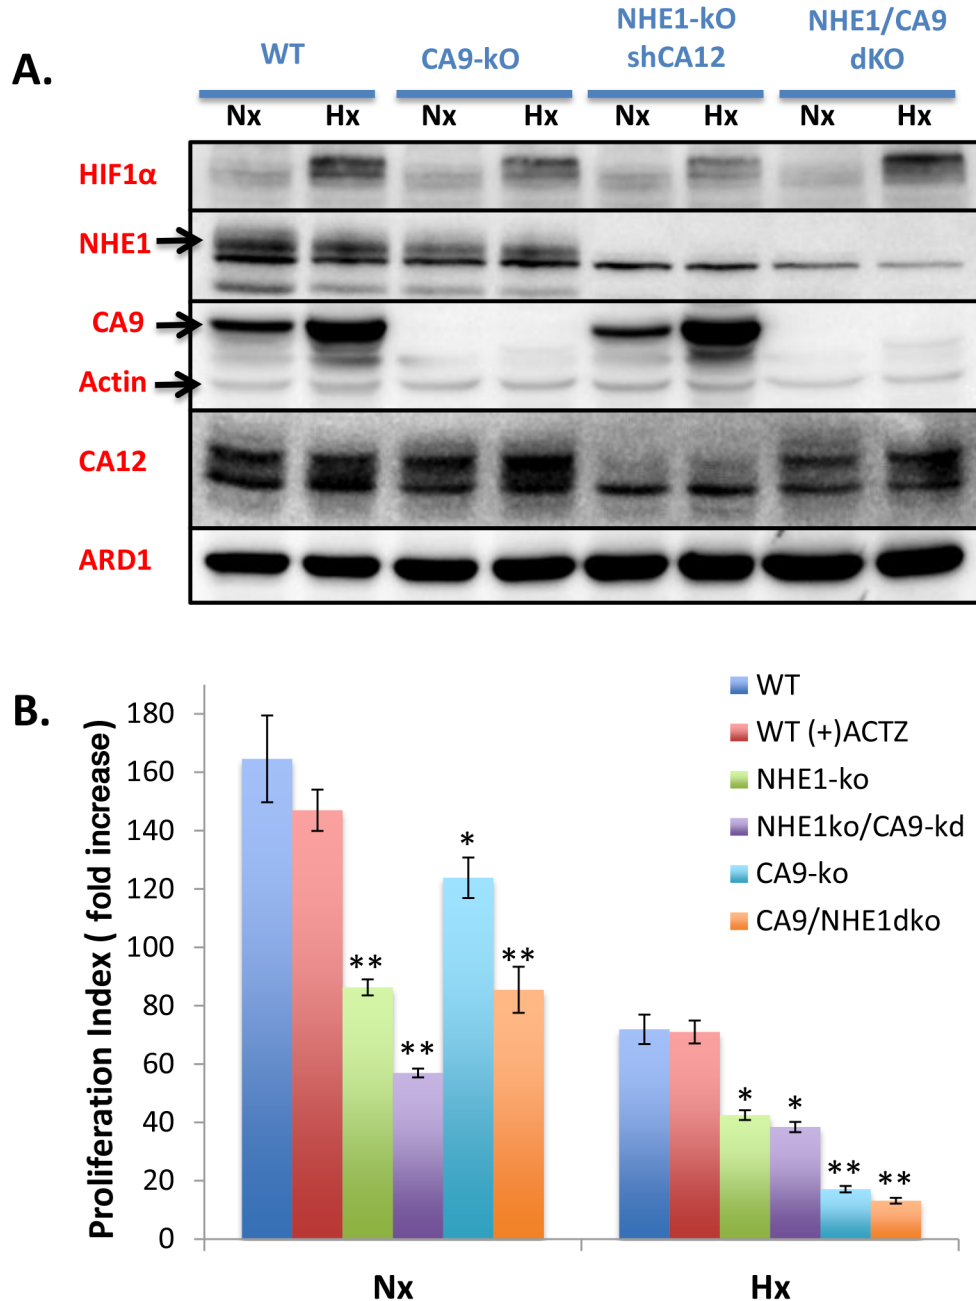 A.
WT
CA9-kO
NHE1-kO
shCA12
NHE1/CA9
dKO
Nx Hx Nx Hx Nx Hx Nx Hx
HIF1α
NHE1
CA9
Actin
CA12
ARD1
B.
Proliferation Index ( fold increase)
180
160
140
120
100
80
60
40
20
0
WT
WT (+)ACTZ
NHE1-ko
NHE1ko/CA9-kd
CA9-ko
CA9/NHE1dko
** ** * **
* * ** **
Nx Hx